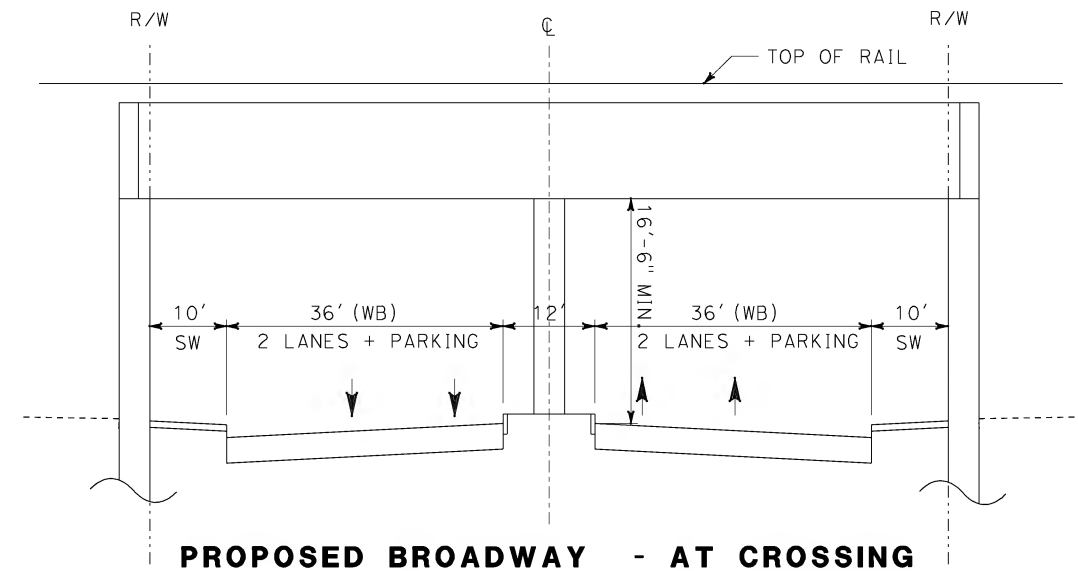 R/W
℄
R/W
TOP OF RAIL
16'-6" MIN.
10'
36' (WB)
12'
36' (WB)
10'
SW
2 LANES + PARKING
2 LANES + PARKING
SW
PROPOSED BROADWAY - AT CROSSING